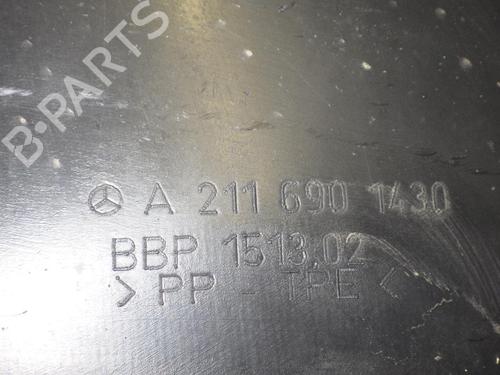 B-PARTS
A 211 690 1430
BBP 1513.02
> PP - TPE <